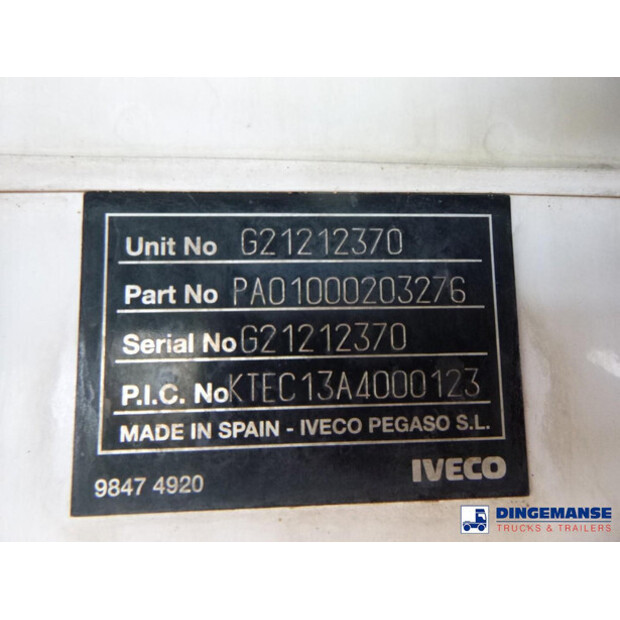 Unit No G21212370
Part No PA01000203276
Serial No G21212370
P.I.C. No KTEC13A4000123
MADE IN SPAIN - IVECO PEGASO S.L.
9847 4920 IVECO
DINGEMANSE
TRUCKS & TRAILERS